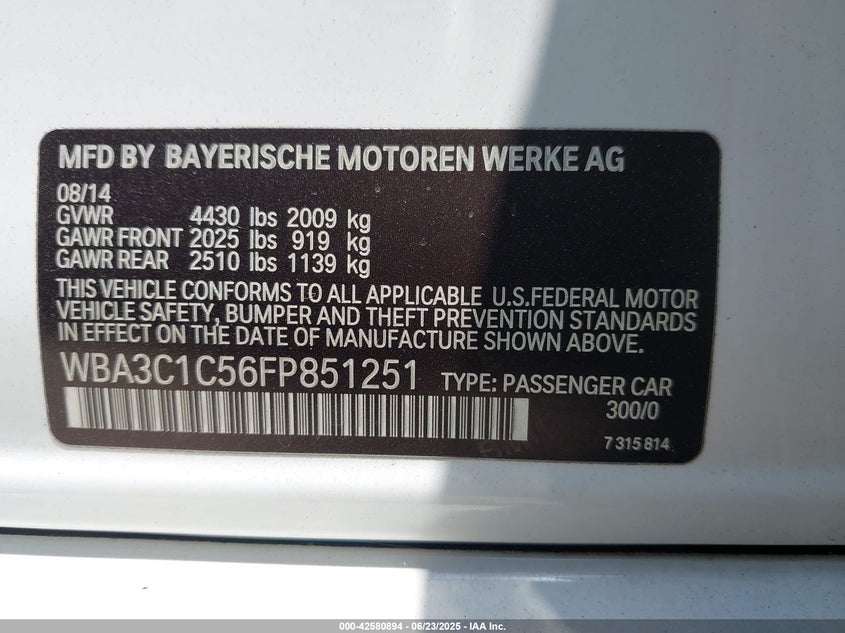 MFD BY BAYERISCHE MOTOREN WERKE AG
08/14
GVWR 4430 lbs 2009 kg
GAWR FRONT 2025 lbs 919 kg
GAWR REAR 2510 lbs 1139 kg
THIS VEHICLE CONFORMS TO ALL APPLICABLE U.S.FEDERAL MOTOR
VEHICLE SAFETY, BUMPER AND THEFT PREVENTION STANDARDS
IN EFFECT ON THE DATE OF MANUFACTURE SHOWN ABOVE.
WBA3C1C56FP851251 TYPE: PASSENGER CAR
300/0
7 315 814
000-42580894 - 06/23/2025 - IAA Inc.